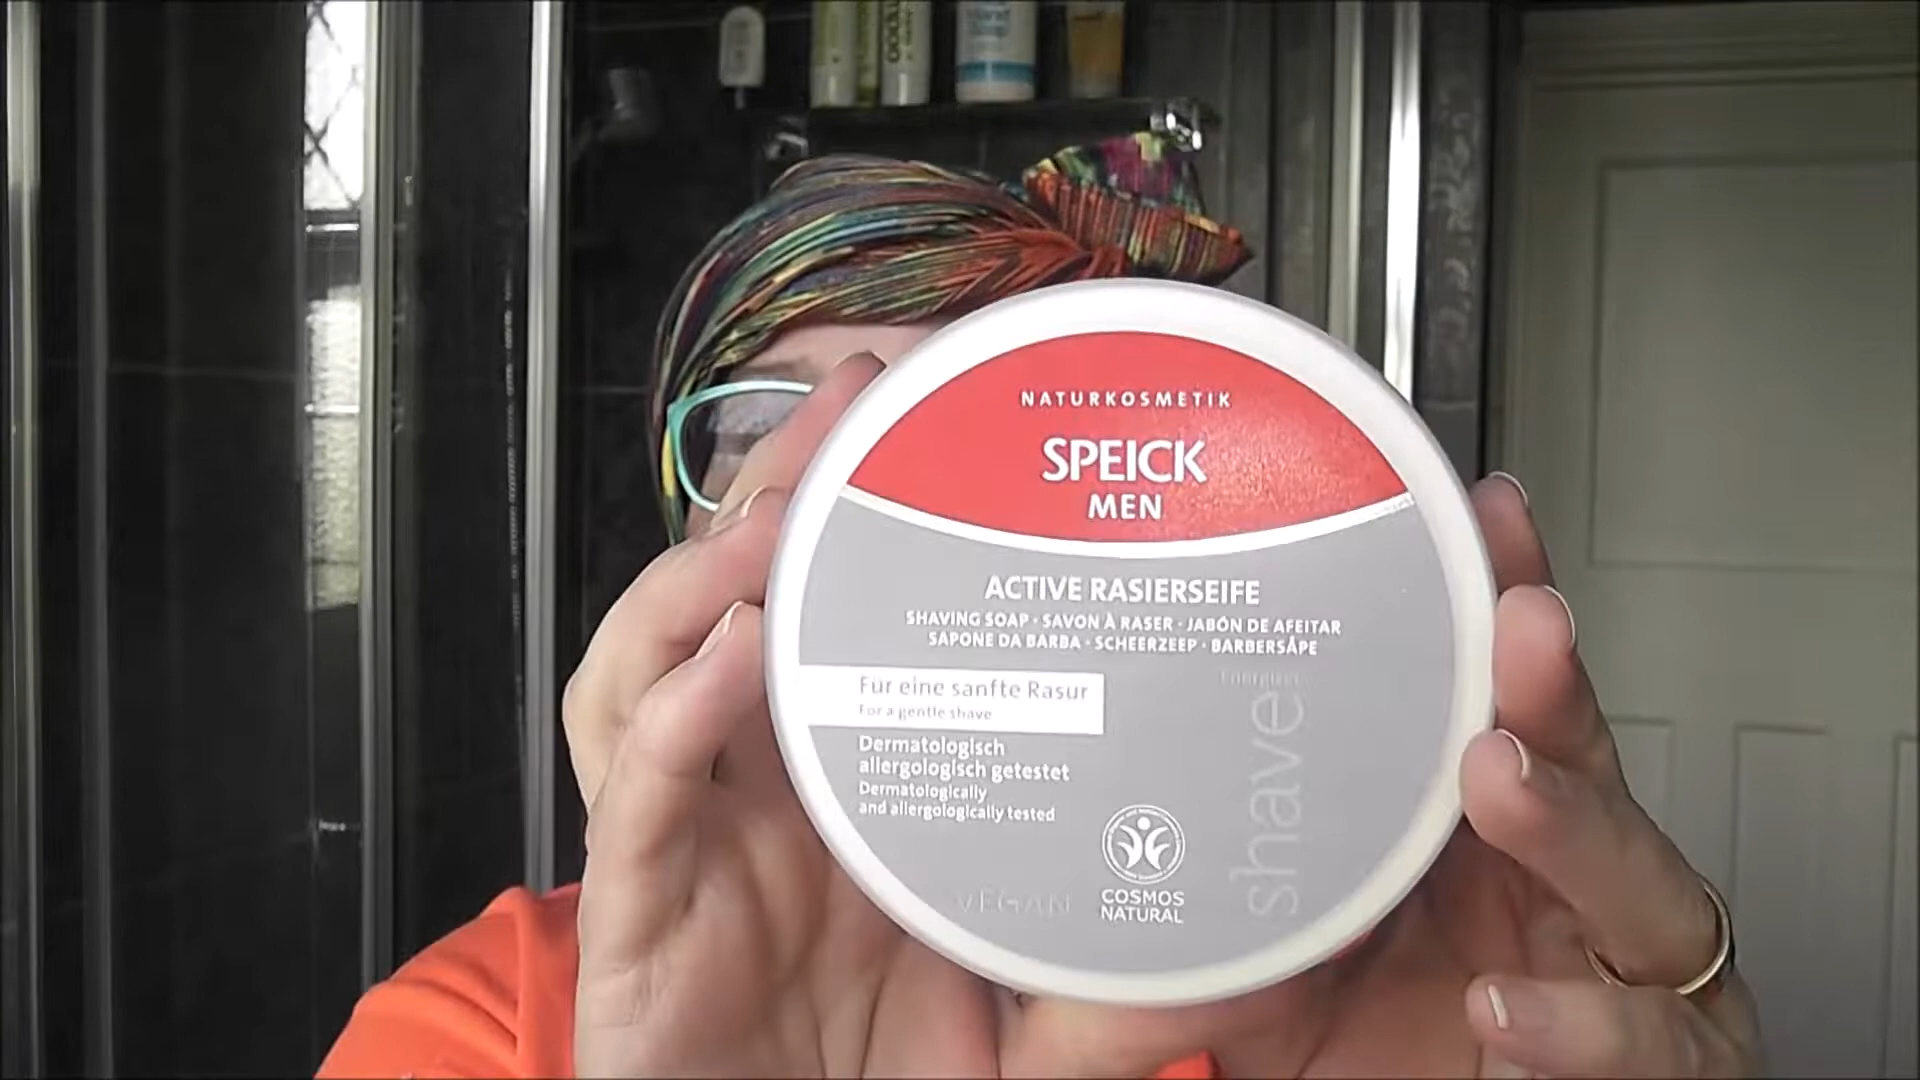 NATURKOSMETIK
SPEICK
MEN
ACTIVE RASIERSEIFE
SHAVING SOAP · SAVON À RASER · JABÓN DE AFEITAR
SAPONE DA BARBA · SCHEERZEEP · BARBERSÅPE
Für eine sanfte Rasur
For a gentle shave
Dermatologisch
allergologisch getestet
Dermatologically
and allergologically tested
VEGAN
COSMOS
NATURAL
shave